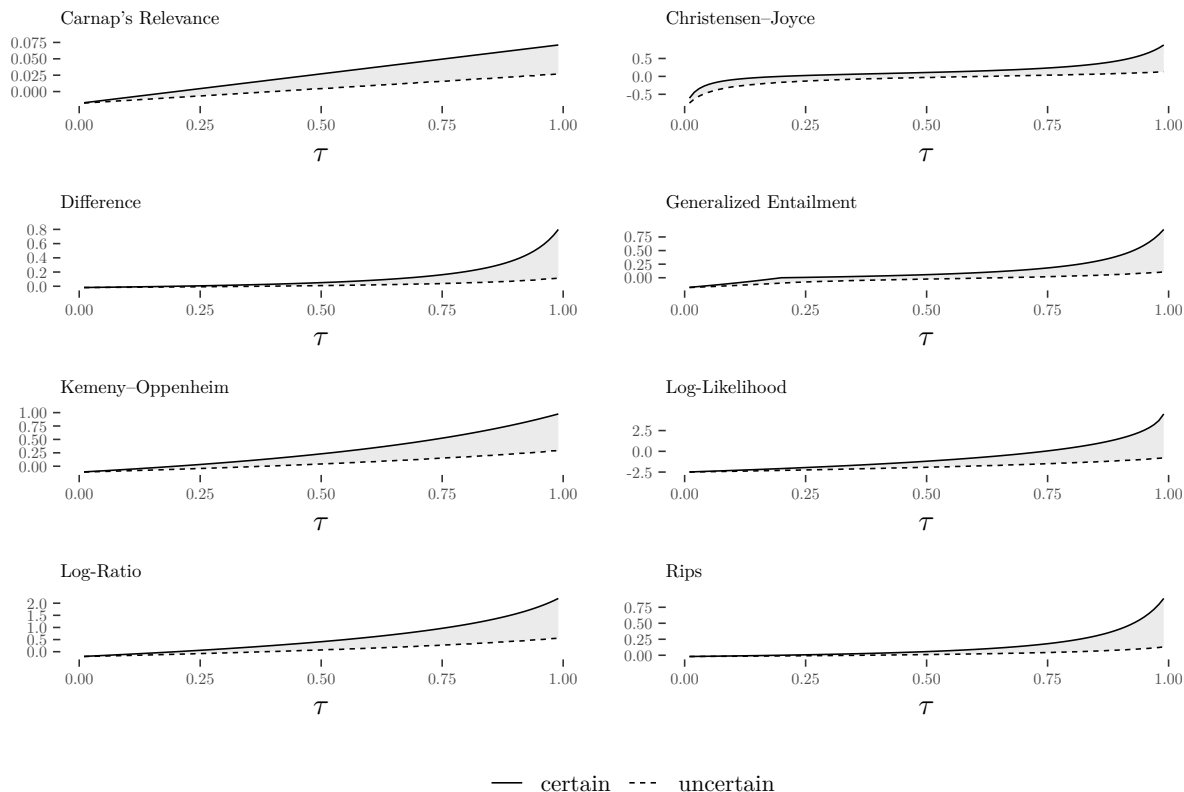 Carnap's Relevance
0.075
0.050
0.025
0.000
0.00 0.25 0.50 0.75 1.00
τ
Christensen–Joyce
0.5
0.0
-0.5
0.00 0.25 0.50 0.75 1.00
τ
Difference
0.8
0.6
0.4
0.2
0.0
0.00 0.25 0.50 0.75 1.00
τ
Generalized Entailment
0.75
0.50
0.25
0.00
0.00 0.25 0.50 0.75 1.00
τ
Kemeny–Oppenheim
1.00
0.75
0.50
0.25
0.00
0.00 0.25 0.50 0.75 1.00
τ
Log-Likelihood
2.5
0.0
-2.5
0.00 0.25 0.50 0.75 1.00
τ
Log-Ratio
2.0
1.5
1.0
0.5
0.0
0.00 0.25 0.50 0.75 1.00
τ
Rips
0.75
0.50
0.25
0.00
0.00 0.25 0.50 0.75 1.00
τ
certain uncertain